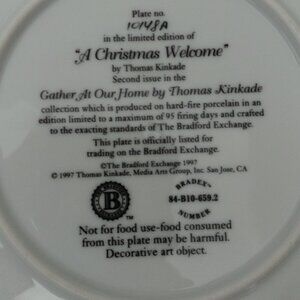 Plate no.
10148A
in the limited edition of
"A Christmas Welcome"
by Thomas Kinkade
Second issue in the
Gather At Our Home by Thomas Kinkade
collection which is produced on hard-fire porcelain in an
edition limited to a maximum of 95 firing days and crafted
to the exacting standards of The Bradford Exchange.
This plate is officially listed for
trading on the Bradford Exchange.
©The Bradford Exchange 1997
© 1997 Thomas Kinkade, Media Arts Group, Inc. San Jose, CA
B
BRADEX
84-B10-659.2
NUMBER
Not for food use-food consumed
from this plate may be harmful.
Decorative art object.